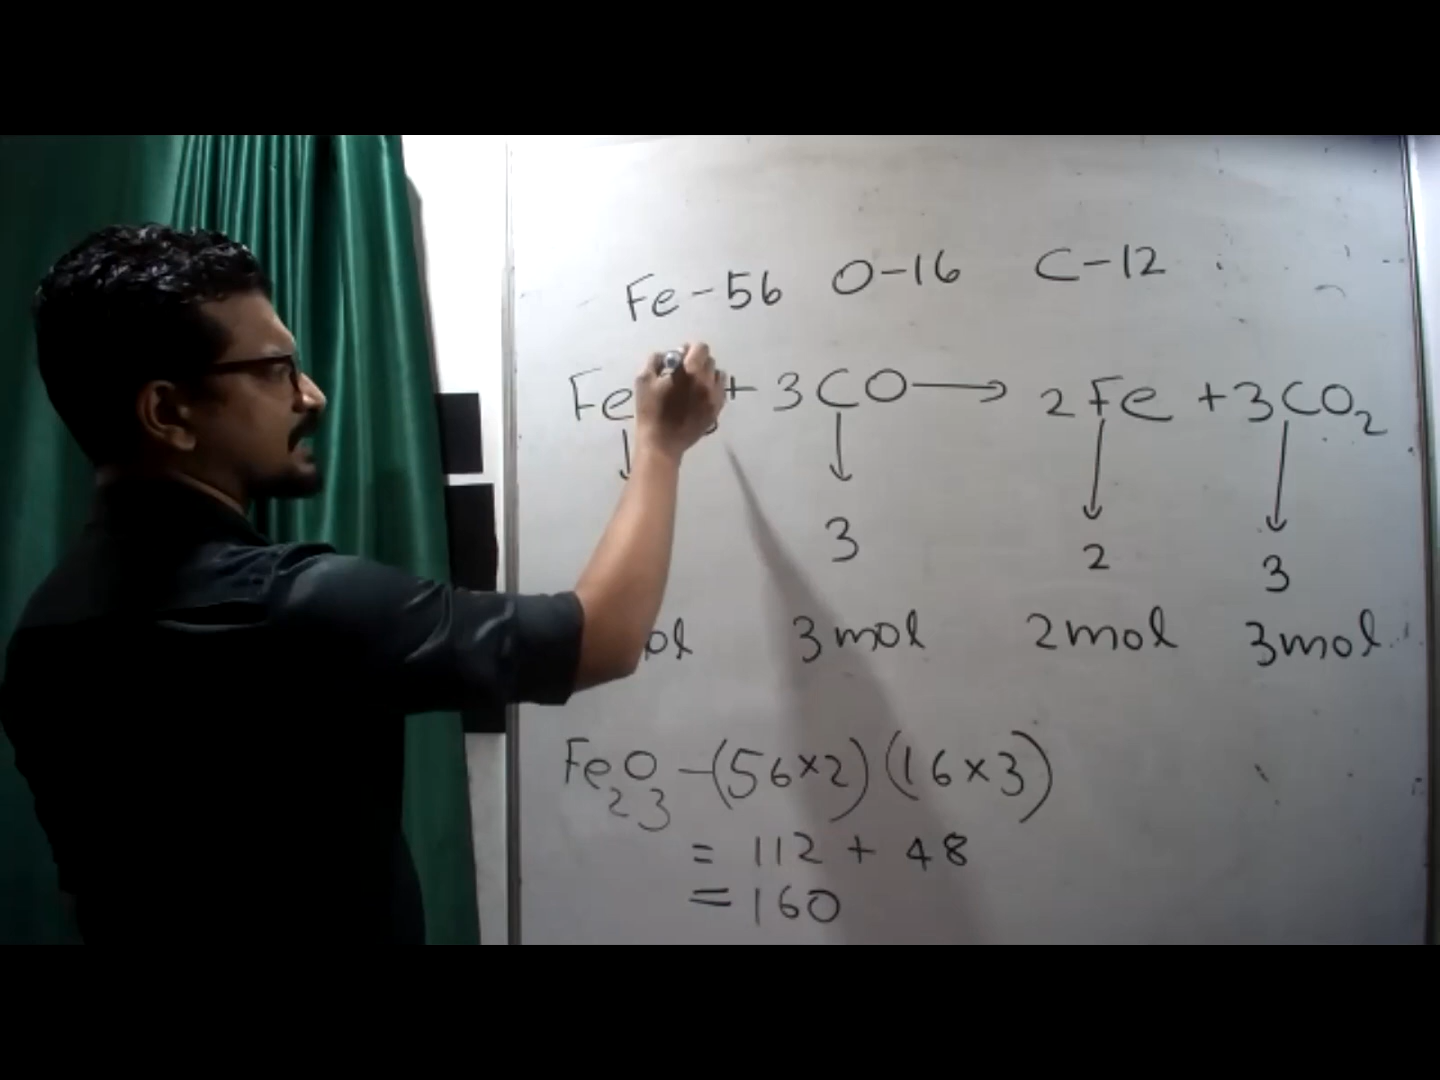 Fe-56 O-16 C-12
Fe + 3CO → 2Fe + 3CO₂
3 2 3
ol 3mol 2mol 3mol
Fe₂O₃ - (56×2) (16×3)
= 112 + 48
= 160